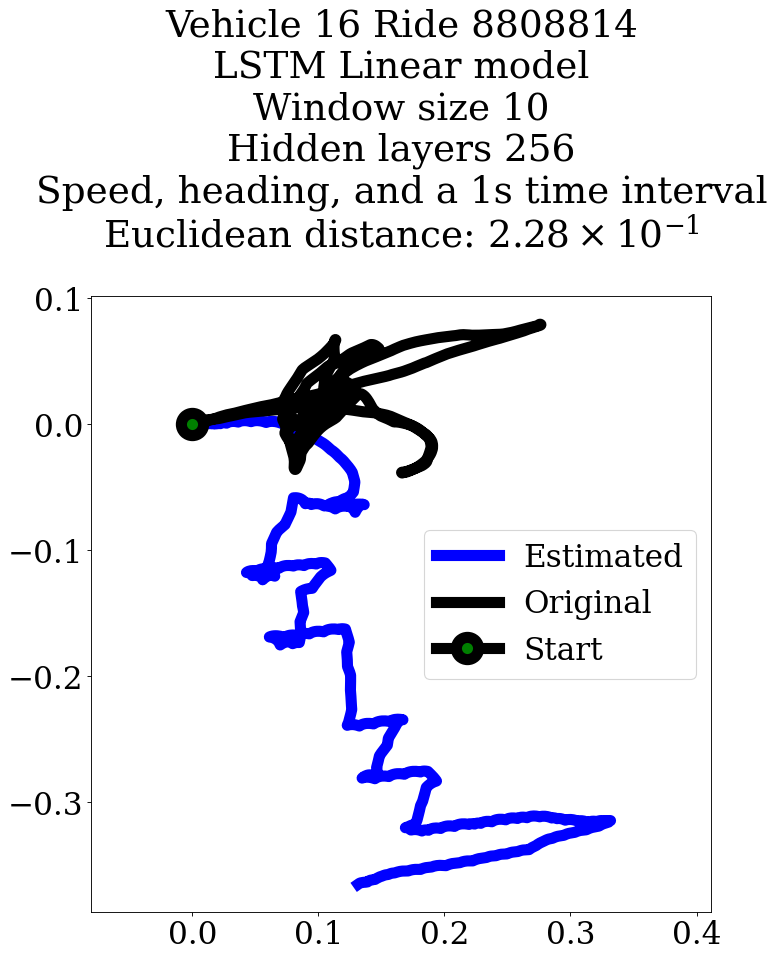 Vehicle 16 Ride 8808814
LSTM Linear model
Window size 10
Hidden layers 256
Speed, heading, and a 1s time interval
Euclidean distance: 2.28 × 10⁻¹
0.1
0.0
−0.1
−0.2
−0.3
Estimated
Original
Start
0.0 0.1 0.2 0.3 0.4